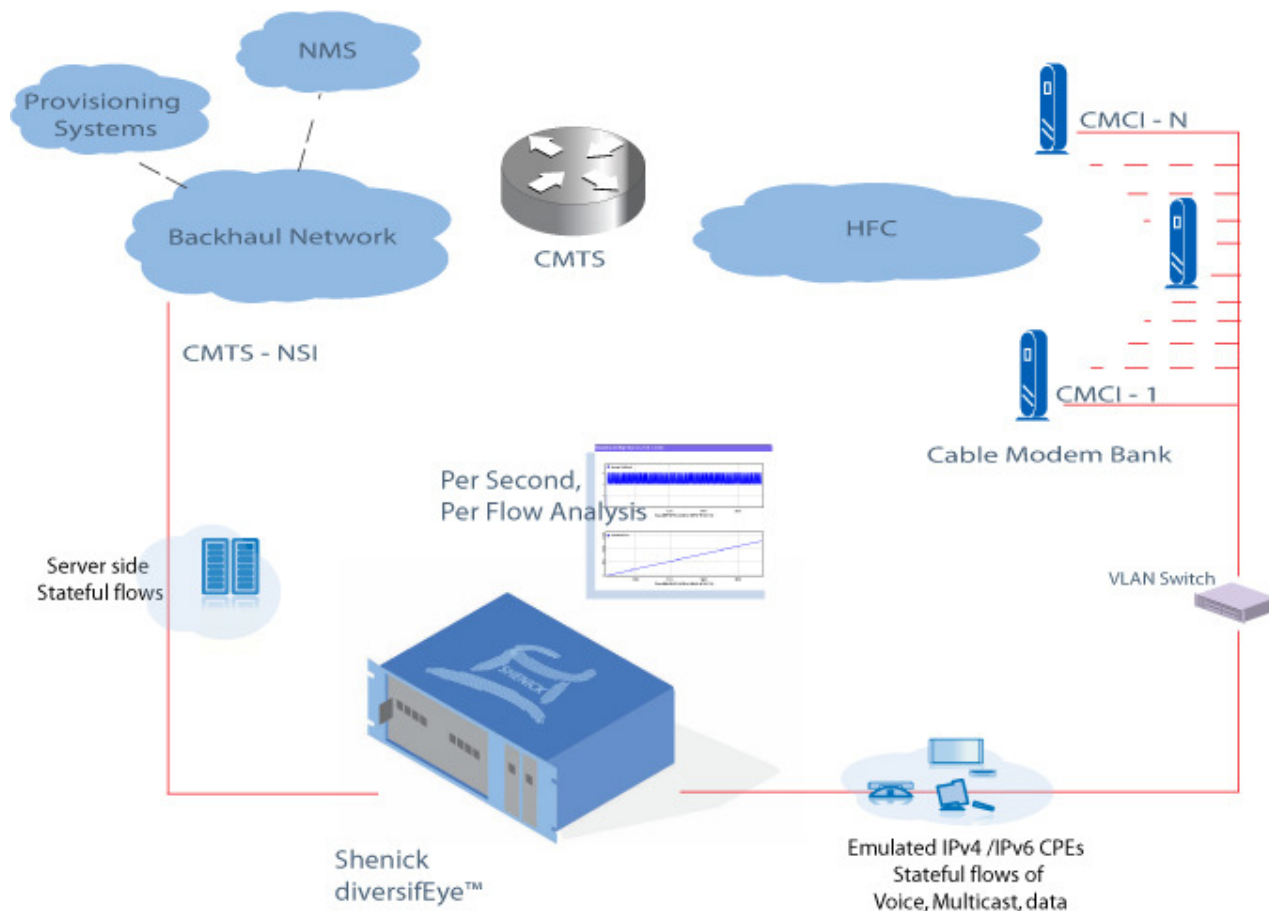 NMS
Provisioning
Systems
Backhaul Network
CMTS
HFC
CMCI - N
CMTS - NSI
CMCI - 1
Cable Modem Bank
Per Second,
Per Flow Analysis
Server side
Stateful flows
VLAN Switch
SHENICK
Shenick
diversifEye™
Emulated IPv4 /IPv6 CPEs
Stateful flows of
Voice, Multicast, data